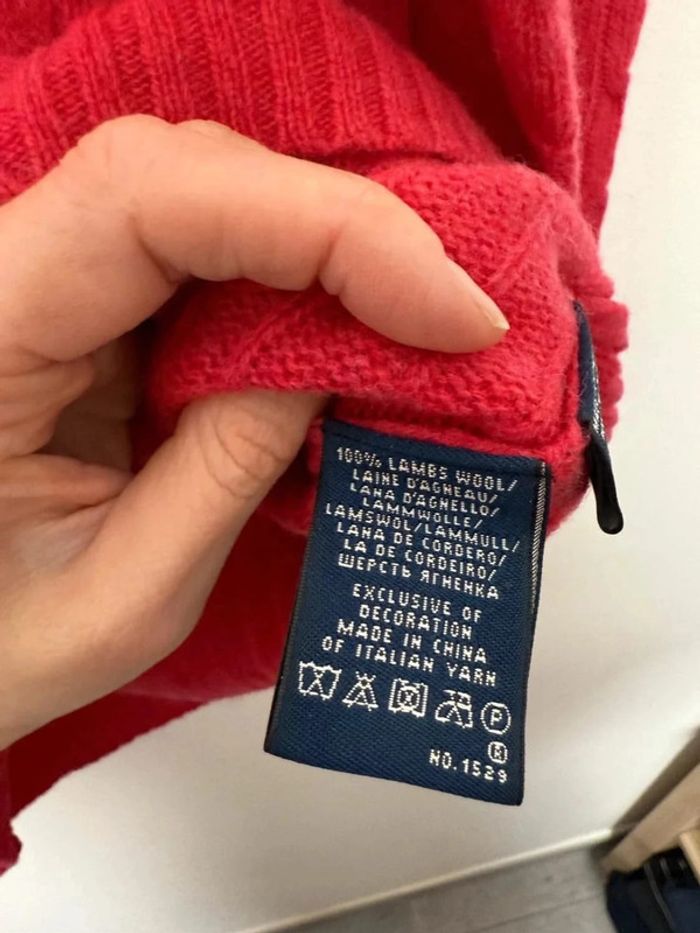 100% LAMBS WOOL/
LAINE D'AGNEAU/
LANA D'AGNELLO/
LAMMWOLLE/
LAMSWOL/LAMMULL/
LANA DE CORDERO/
LA DE CORDEIRO/
ШЕРСТЬ ЯГНЕНКА
EXCLUSIVE OF
DECORATION
MADE IN CHINA
OF ITALIAN YARN
P
®
NO.1529